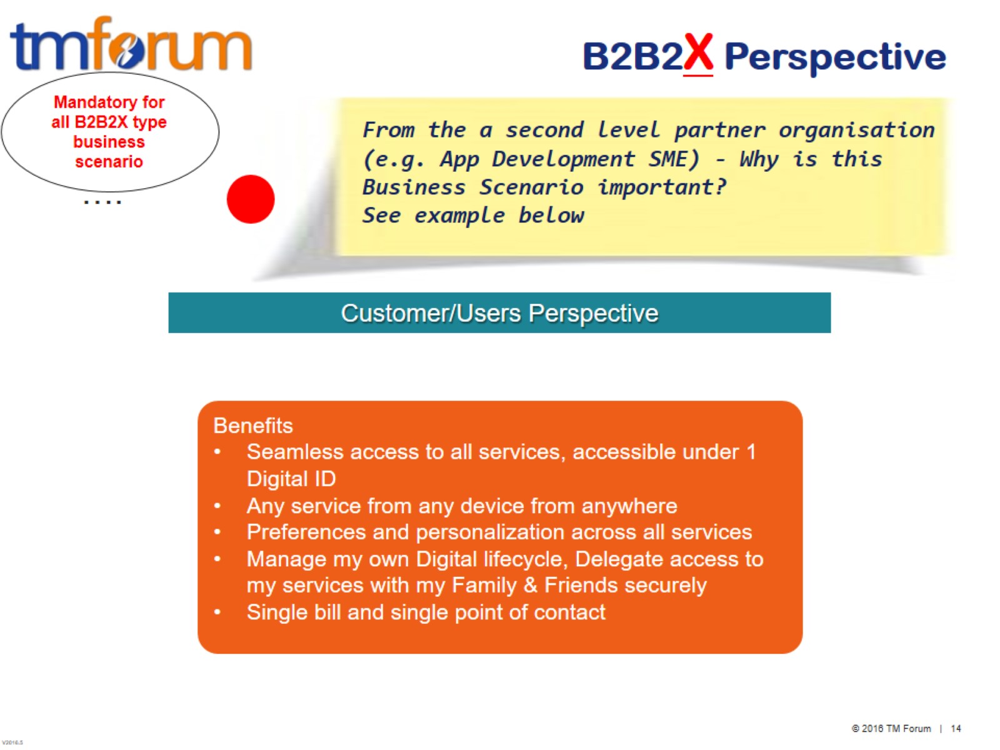 tmforum
B2B2X Perspective
Mandatory for
all B2B2X type
business
scenario
....
From the a second level partner organisation
(e.g. App Development SME) - Why is this
Business Scenario important?
See example below
Customer/Users Perspective
Benefits
• Seamless access to all services, accessible under 1
Digital ID
• Any service from any device from anywhere
• Preferences and personalization across all services
• Manage my own Digital lifecycle, Delegate access to
my services with my Family & Friends securely
• Single bill and single point of contact
© 2016 TM Forum | 14
V2016.5